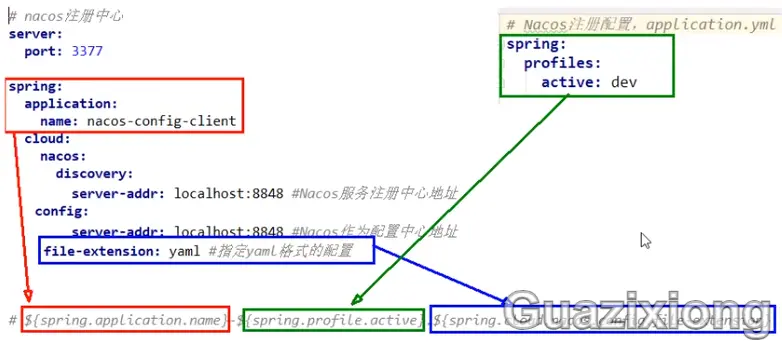 # nacos注册中心
server:
port: 3377
spring:
application:
name: nacos-config-client
cloud:
nacos:
discovery:
server-addr: localhost:8848 #Nacos服务注册中心地址
config:
server-addr: localhost:8848 #Nacos作为配置中心地址
file-extension: yaml #指定yaml格式的配置
# Nacos注册配置，application.yml
spring:
profiles:
active: dev
# ${spring.application.name}-${spring.profile.active}.${spring.
Guazixiong